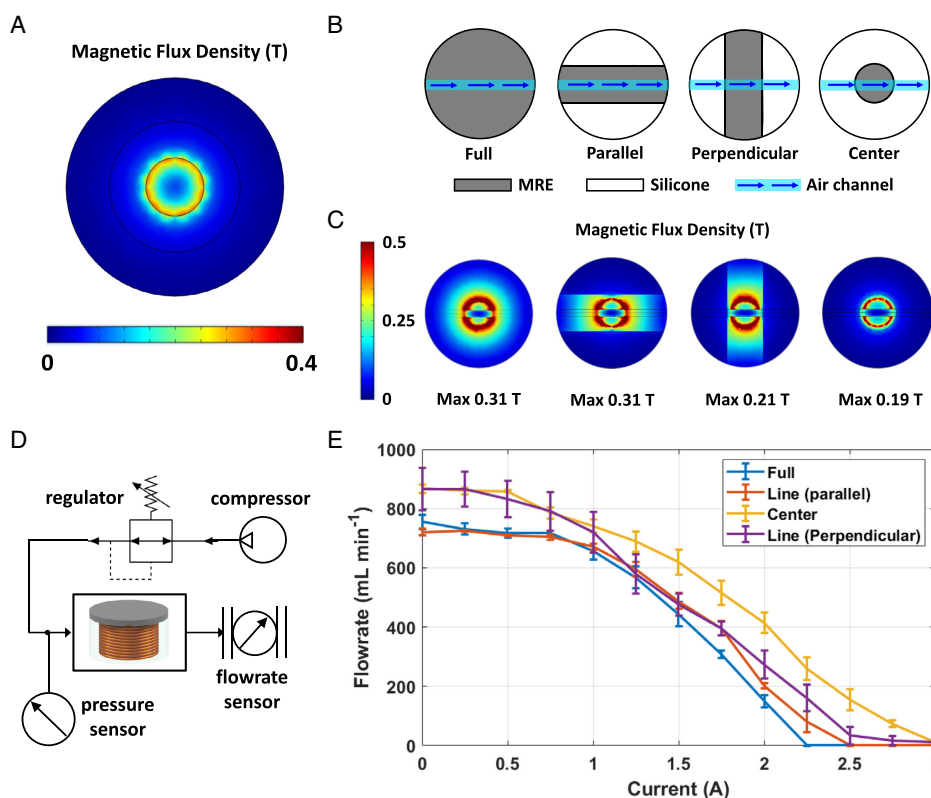 A
Magnetic Flux Density (T)
0
0.4
B
Full
Parallel
Perpendicular
Center
MRE
Silicone
Air channel
C
Magnetic Flux Density (T)
0.5
0.25
0
Max 0.31 T
Max 0.31 T
Max 0.21 T
Max 0.19 T
D
regulator
compressor
pressure
sensor
flowrate
sensor
E
Flowrate (mL min⁻¹)
1000
800
600
400
200
0
0
0.5
1
1.5
2
2.5
3
Current (A)
Full
Line (parallel)
Center
Line (Perpendicular)